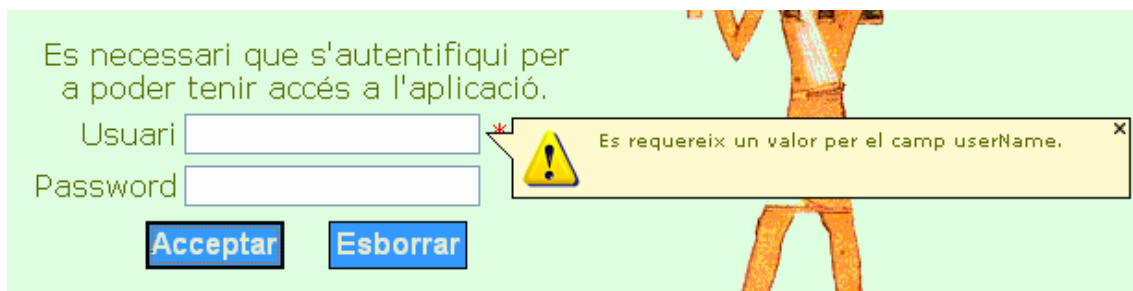 Es necessari que s'autentifiqui per
a poder tenir accés a l'aplicació.
Usuari *
Es requereix un valor per el camp userName.
Password
Acceptar Esborrar